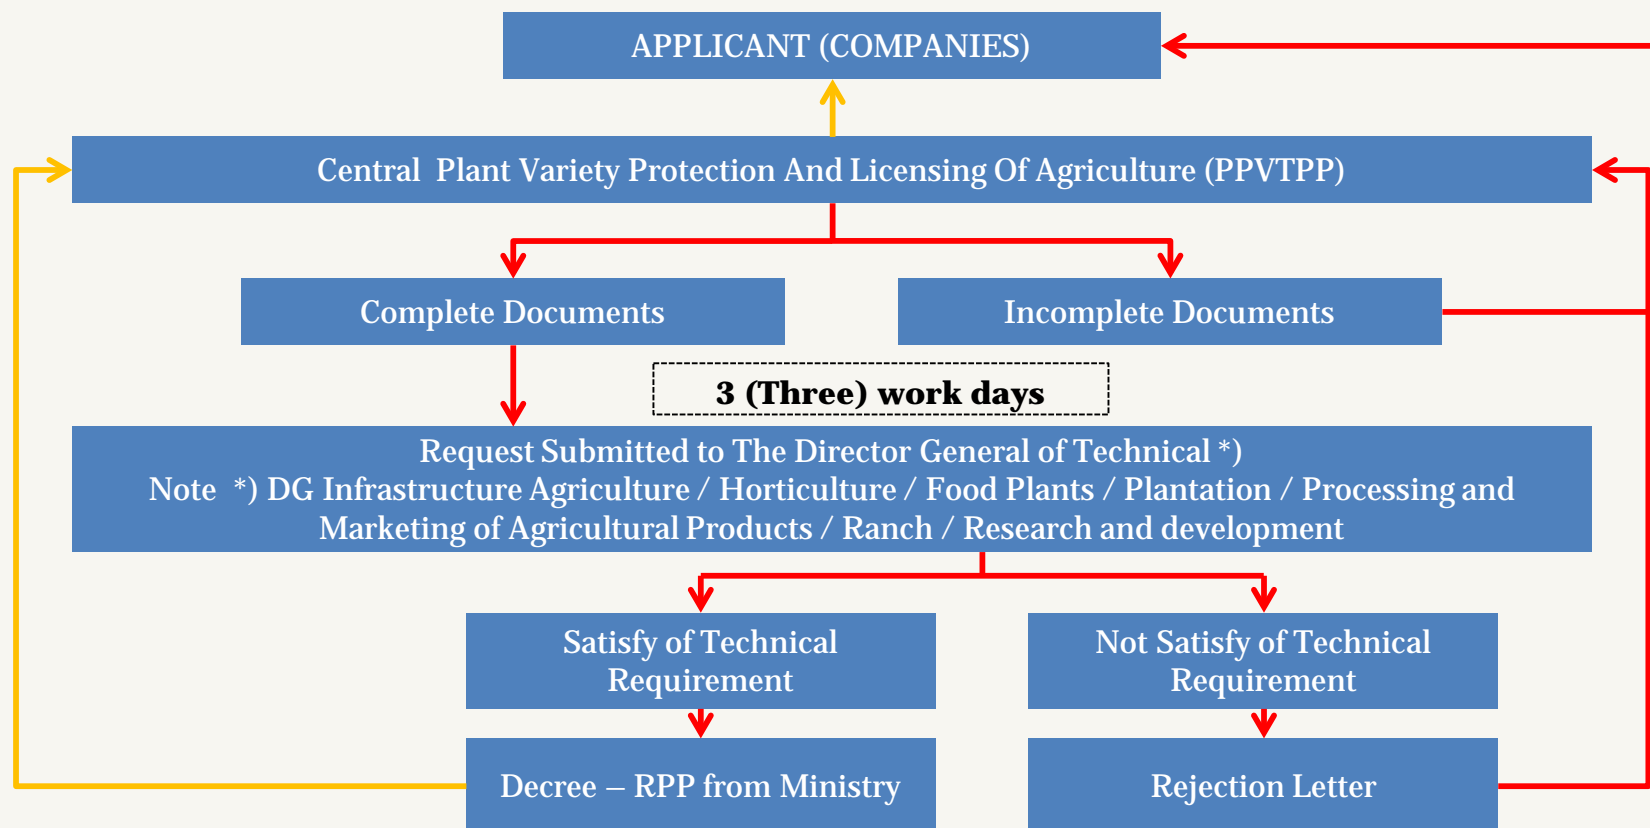 APPLICANT (COMPANIES)
Central Plant Variety Protection And Licensing Of Agriculture (PPVTPP)
Complete Documents
Incomplete Documents
3 (Three) work days
Request Submitted to The Director General of Technical *)
Note *) DG Infrastructure Agriculture / Horticulture / Food Plants / Plantation / Processing and
Marketing of Agricultural Products / Ranch / Research and development
Satisfy of Technical
Requirement
Not Satisfy of Technical
Requirement
Decree – RPP from Ministry
Rejection Letter